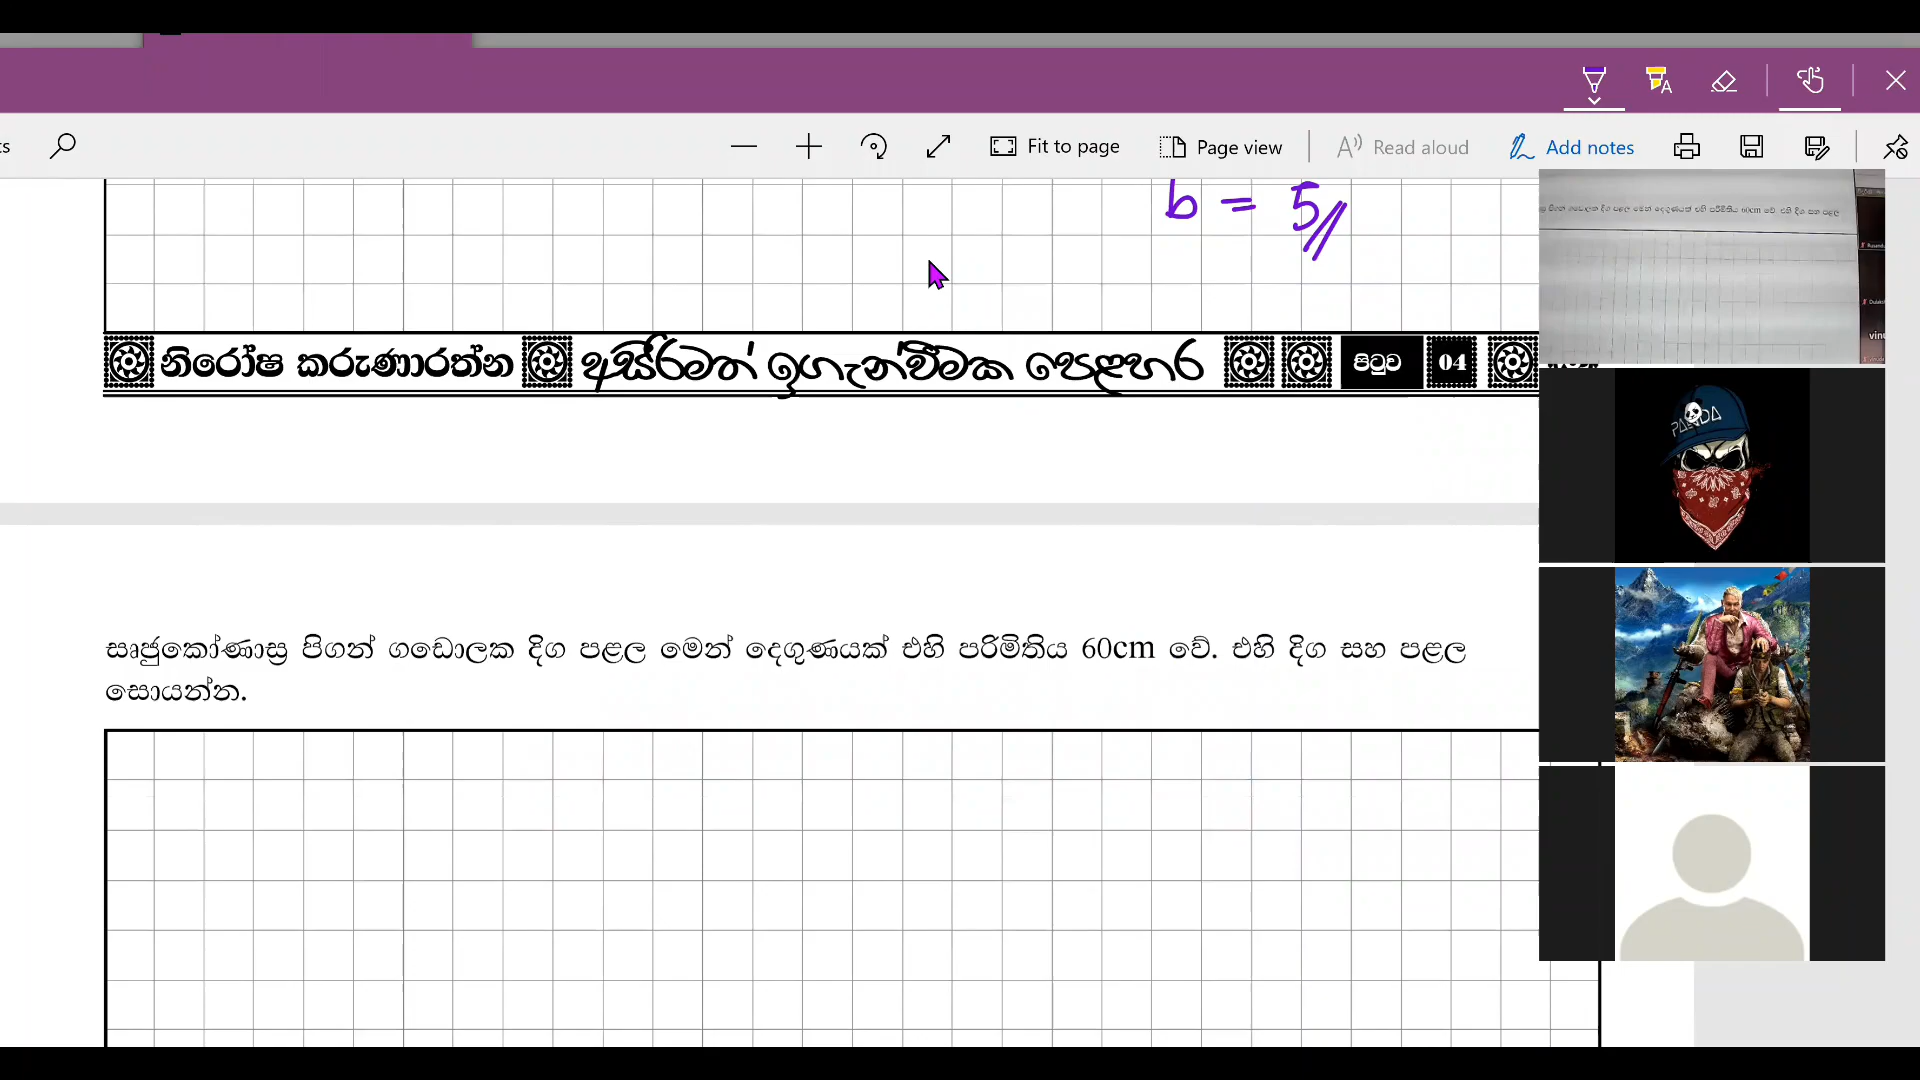 Fit to page
Page view
Read aloud
Add notes
b = 5
නිරෝෂ කරුණාරත්න අසිරිමත් ඉගැන්වීමක පෙළහර පිටුව 04
සෘජුකෝණාස්‍ර පිගන් ගඩොලක දිග පළල මෙන් දෙගුණයක් එහි පරිමිතිය 60cm වේ. එහි දිග සහ පළල
සොයන්න.
PANDA